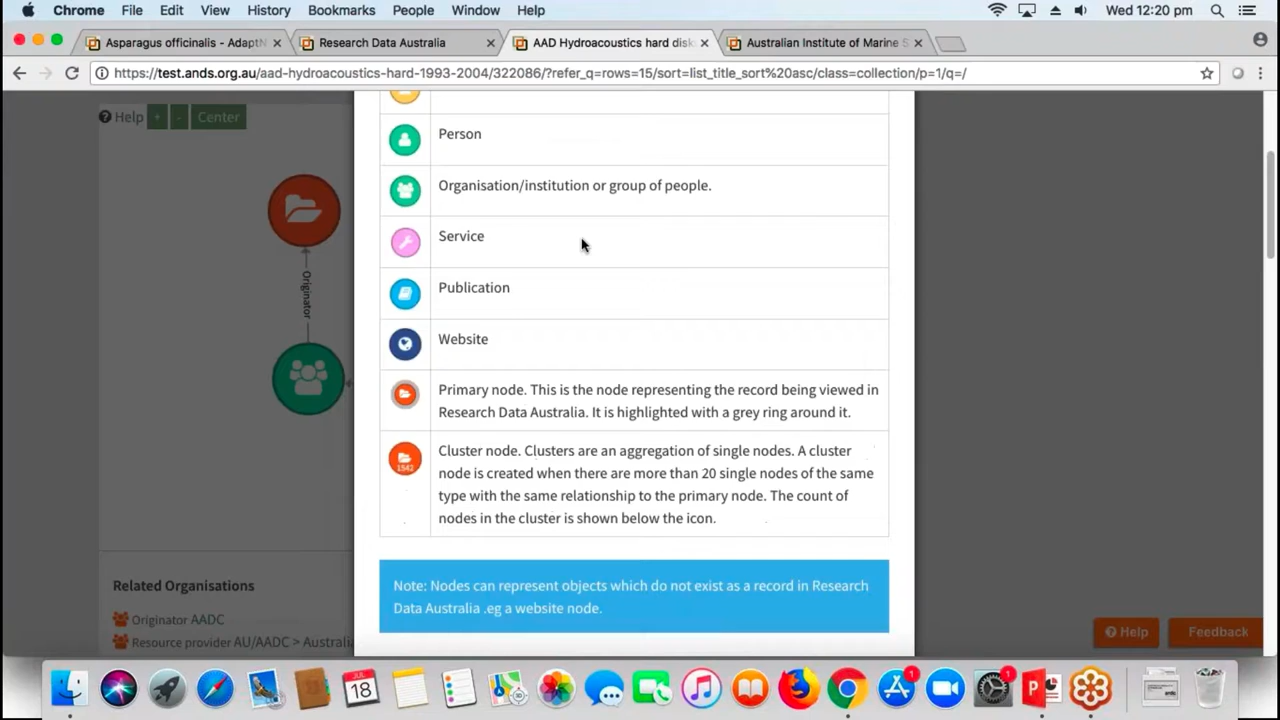 Chrome File Edit View History Bookmarks People Window Help Wed 12:20 pm
Asparagus officinalis - AdaptN
Research Data Australia
AAD Hydroacoustics hard disk
Australian Institute of Marine S
https://test.ands.org.au/aad-hydroacoustics-hard-1993-2004/322086/?refer_q=rows=15/sort=list_title_sort%20asc/class=collection/p=1/q=/
Help + - Center
Originator
Person
Organisation/institution or group of people.
Service
Publication
Website
Primary node. This is the node representing the record being viewed in
Research Data Australia. It is highlighted with a grey ring around it.
1542
Cluster node. Clusters are an aggregation of single nodes. A cluster
node is created when there are more than 20 single nodes of the same
type with the same relationship to the primary node. The count of
nodes in the cluster is shown below the icon.
Note: Nodes can represent objects which do not exist as a record in Research
Data Australia .eg a website node.
Related Organisations
Originator AADC
Resource provider AU/AADC > Australia
Help
Feedback
JUL
18
1
1
P